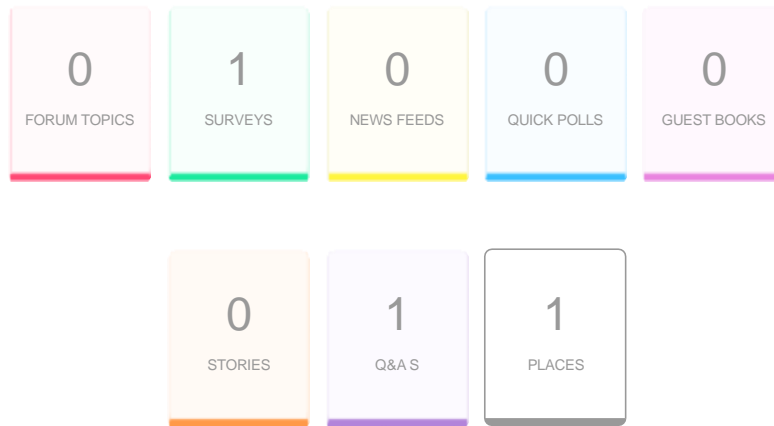 0 1 0 0 0
FORUM TOPICS SURVEYS NEWS FEEDS QUICK POLLS GUEST BOOKS
0 1 1
STORIES Q&A S PLACES